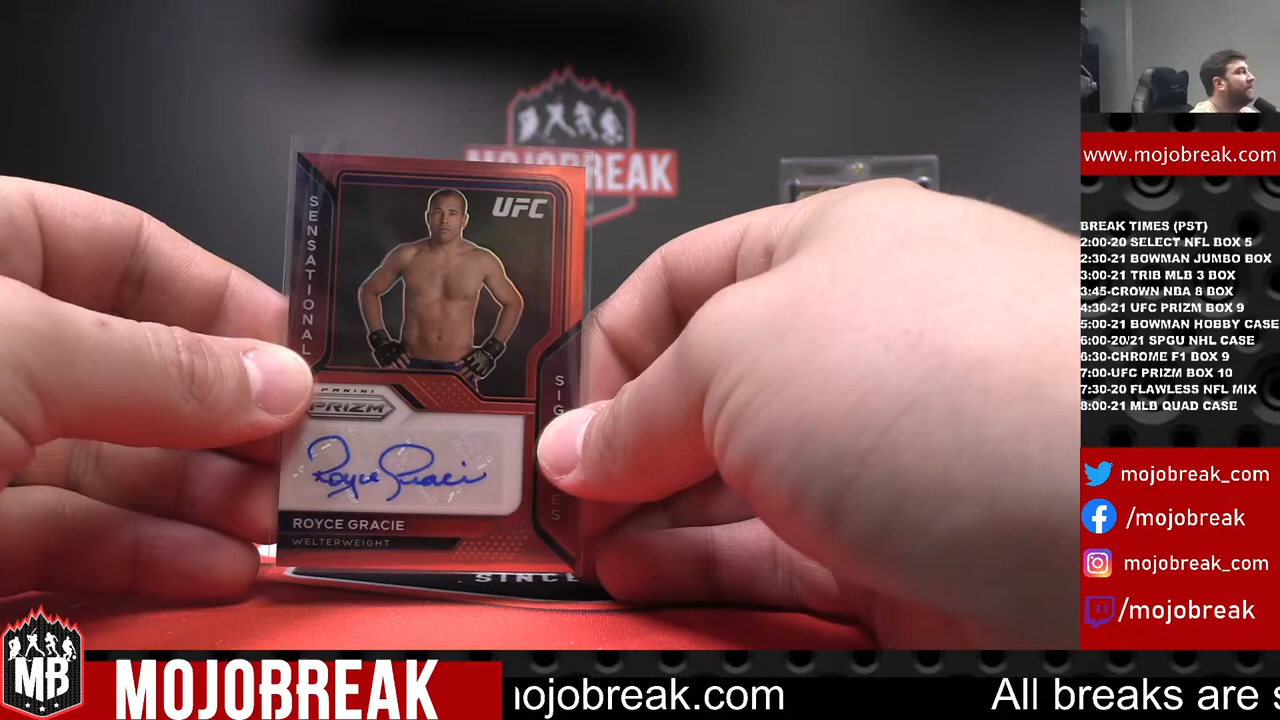 MOJOBREAK
SENSATIONAL
UFC
PANINI
PRIZM
Royce Gracie
ROYCE GRACIE
WELTERWEIGHT
www.mojobreak.com
BREAK TIMES (PST)
2:00-20 SELECT NFL BOX 5
2:30-21 BOWMAN JUMBO BOX
3:00-21 TRIB MLB 3 BOX
3:45-CROWN NBA 8 BOX
4:30-21 UFC PRIZM BOX 9
5:00-21 BOWMAN HOBBY CASE
6:00-20/21 SPGU NHL CASE
6:30-CHROME F1 BOX 9
7:00-UFC PRIZM BOX 10
7:30-20 FLAWLESS NFL MIX
8:00-21 MLB QUAD CASE
mojobreak_com
/mojobreak
mojobreak_com
/mojobreak
MB
MOJOBREAK
mojobreak.com
All breaks are